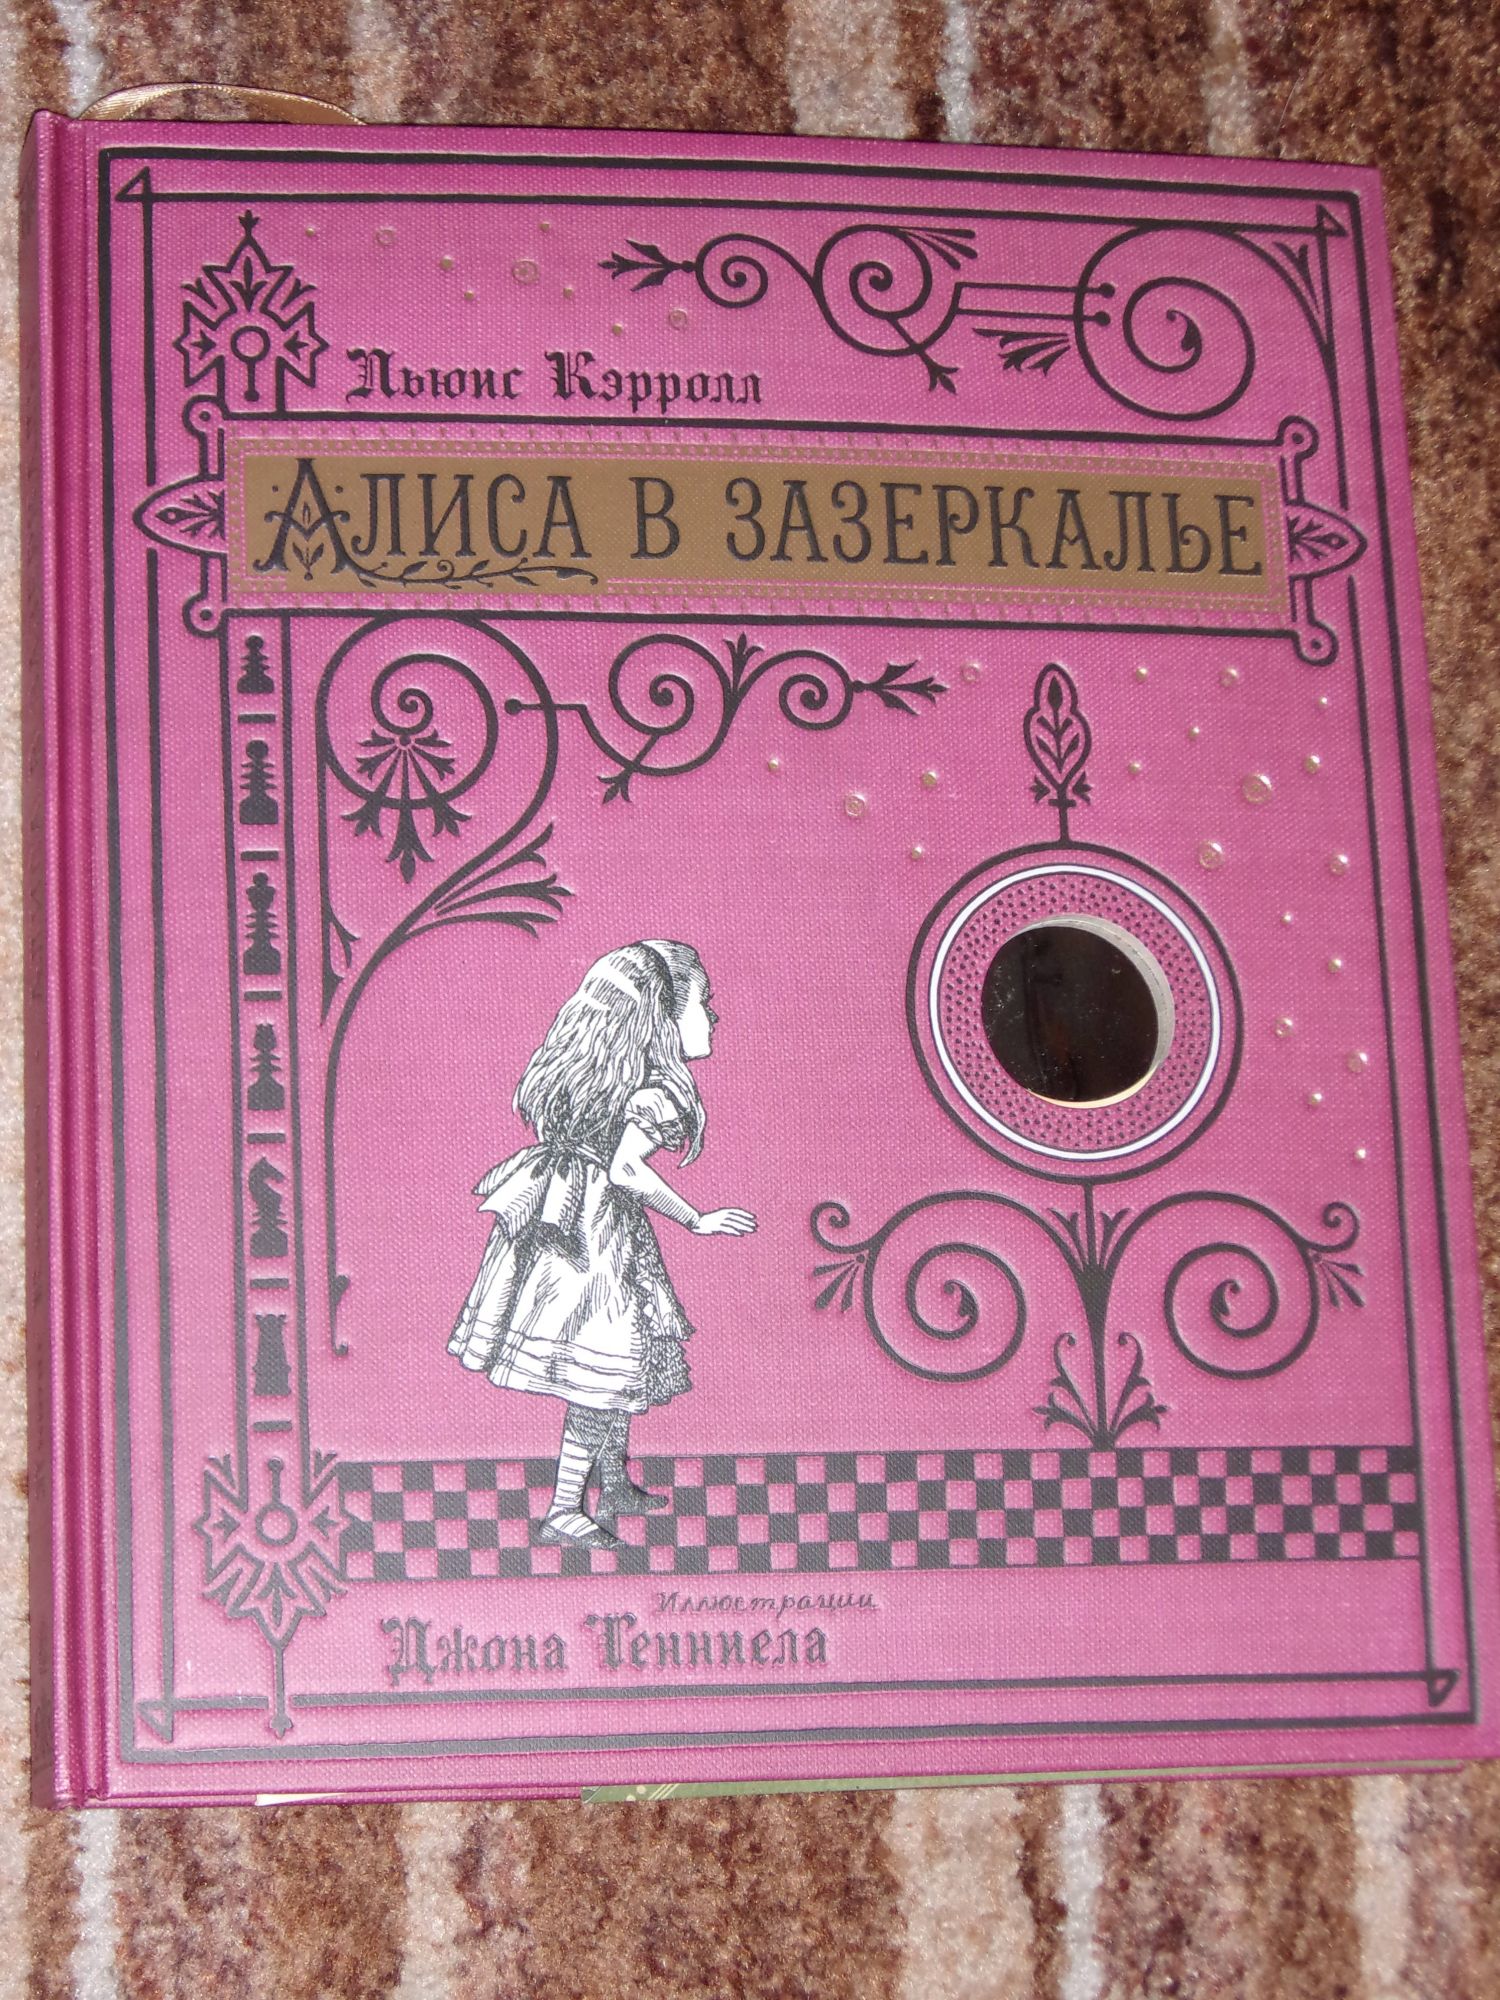 Льюис Кэрролл
Алиса в зазеркалье
Иллюстрации
Джона Тенниела